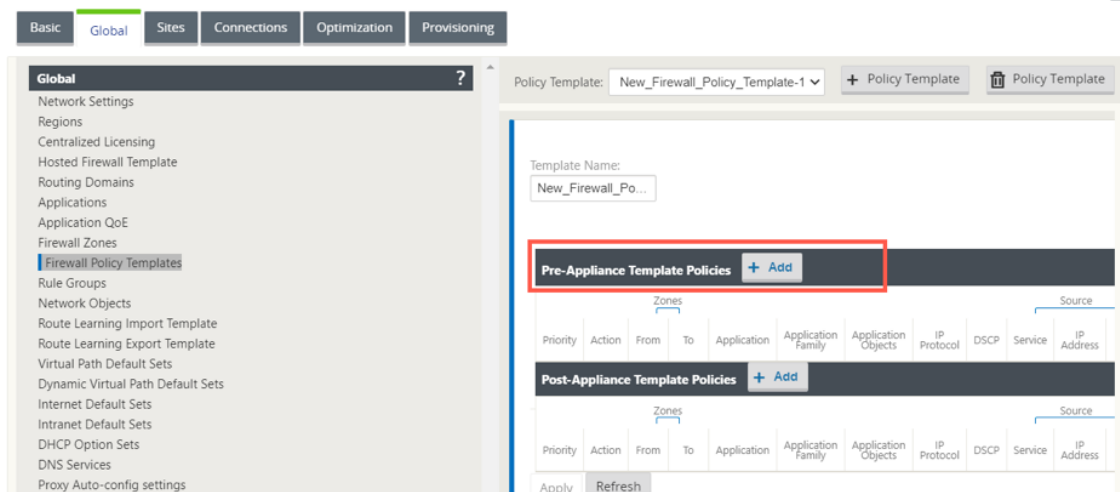 Basic Global Sites Connections Optimization Provisioning
Global ?
Network Settings
Regions
Centralized Licensing
Hosted Firewall Template
Routing Domains
Applications
Application QoE
Firewall Zones
Firewall Policy Templates
Rule Groups
Network Objects
Route Learning Import Template
Route Learning Export Template
Virtual Path Default Sets
Dynamic Virtual Path Default Sets
Internet Default Sets
Intranet Default Sets
DHCP Option Sets
DNS Services
Proxy Auto-config settings
Policy Template: New_Firewall_Policy_Template-1 + Policy Template Policy Template
Template Name:
New_Firewall_Po...
Pre-Appliance Template Policies + Add
Zones Source
Priority Action From To Application Application Family Application Objects IP Protocol DSCP Service IP Address
Post-Appliance Template Policies + Add
Zones Source
Priority Action From To Application Application Family Application Objects IP Protocol DSCP Service IP Address
Apply Refresh